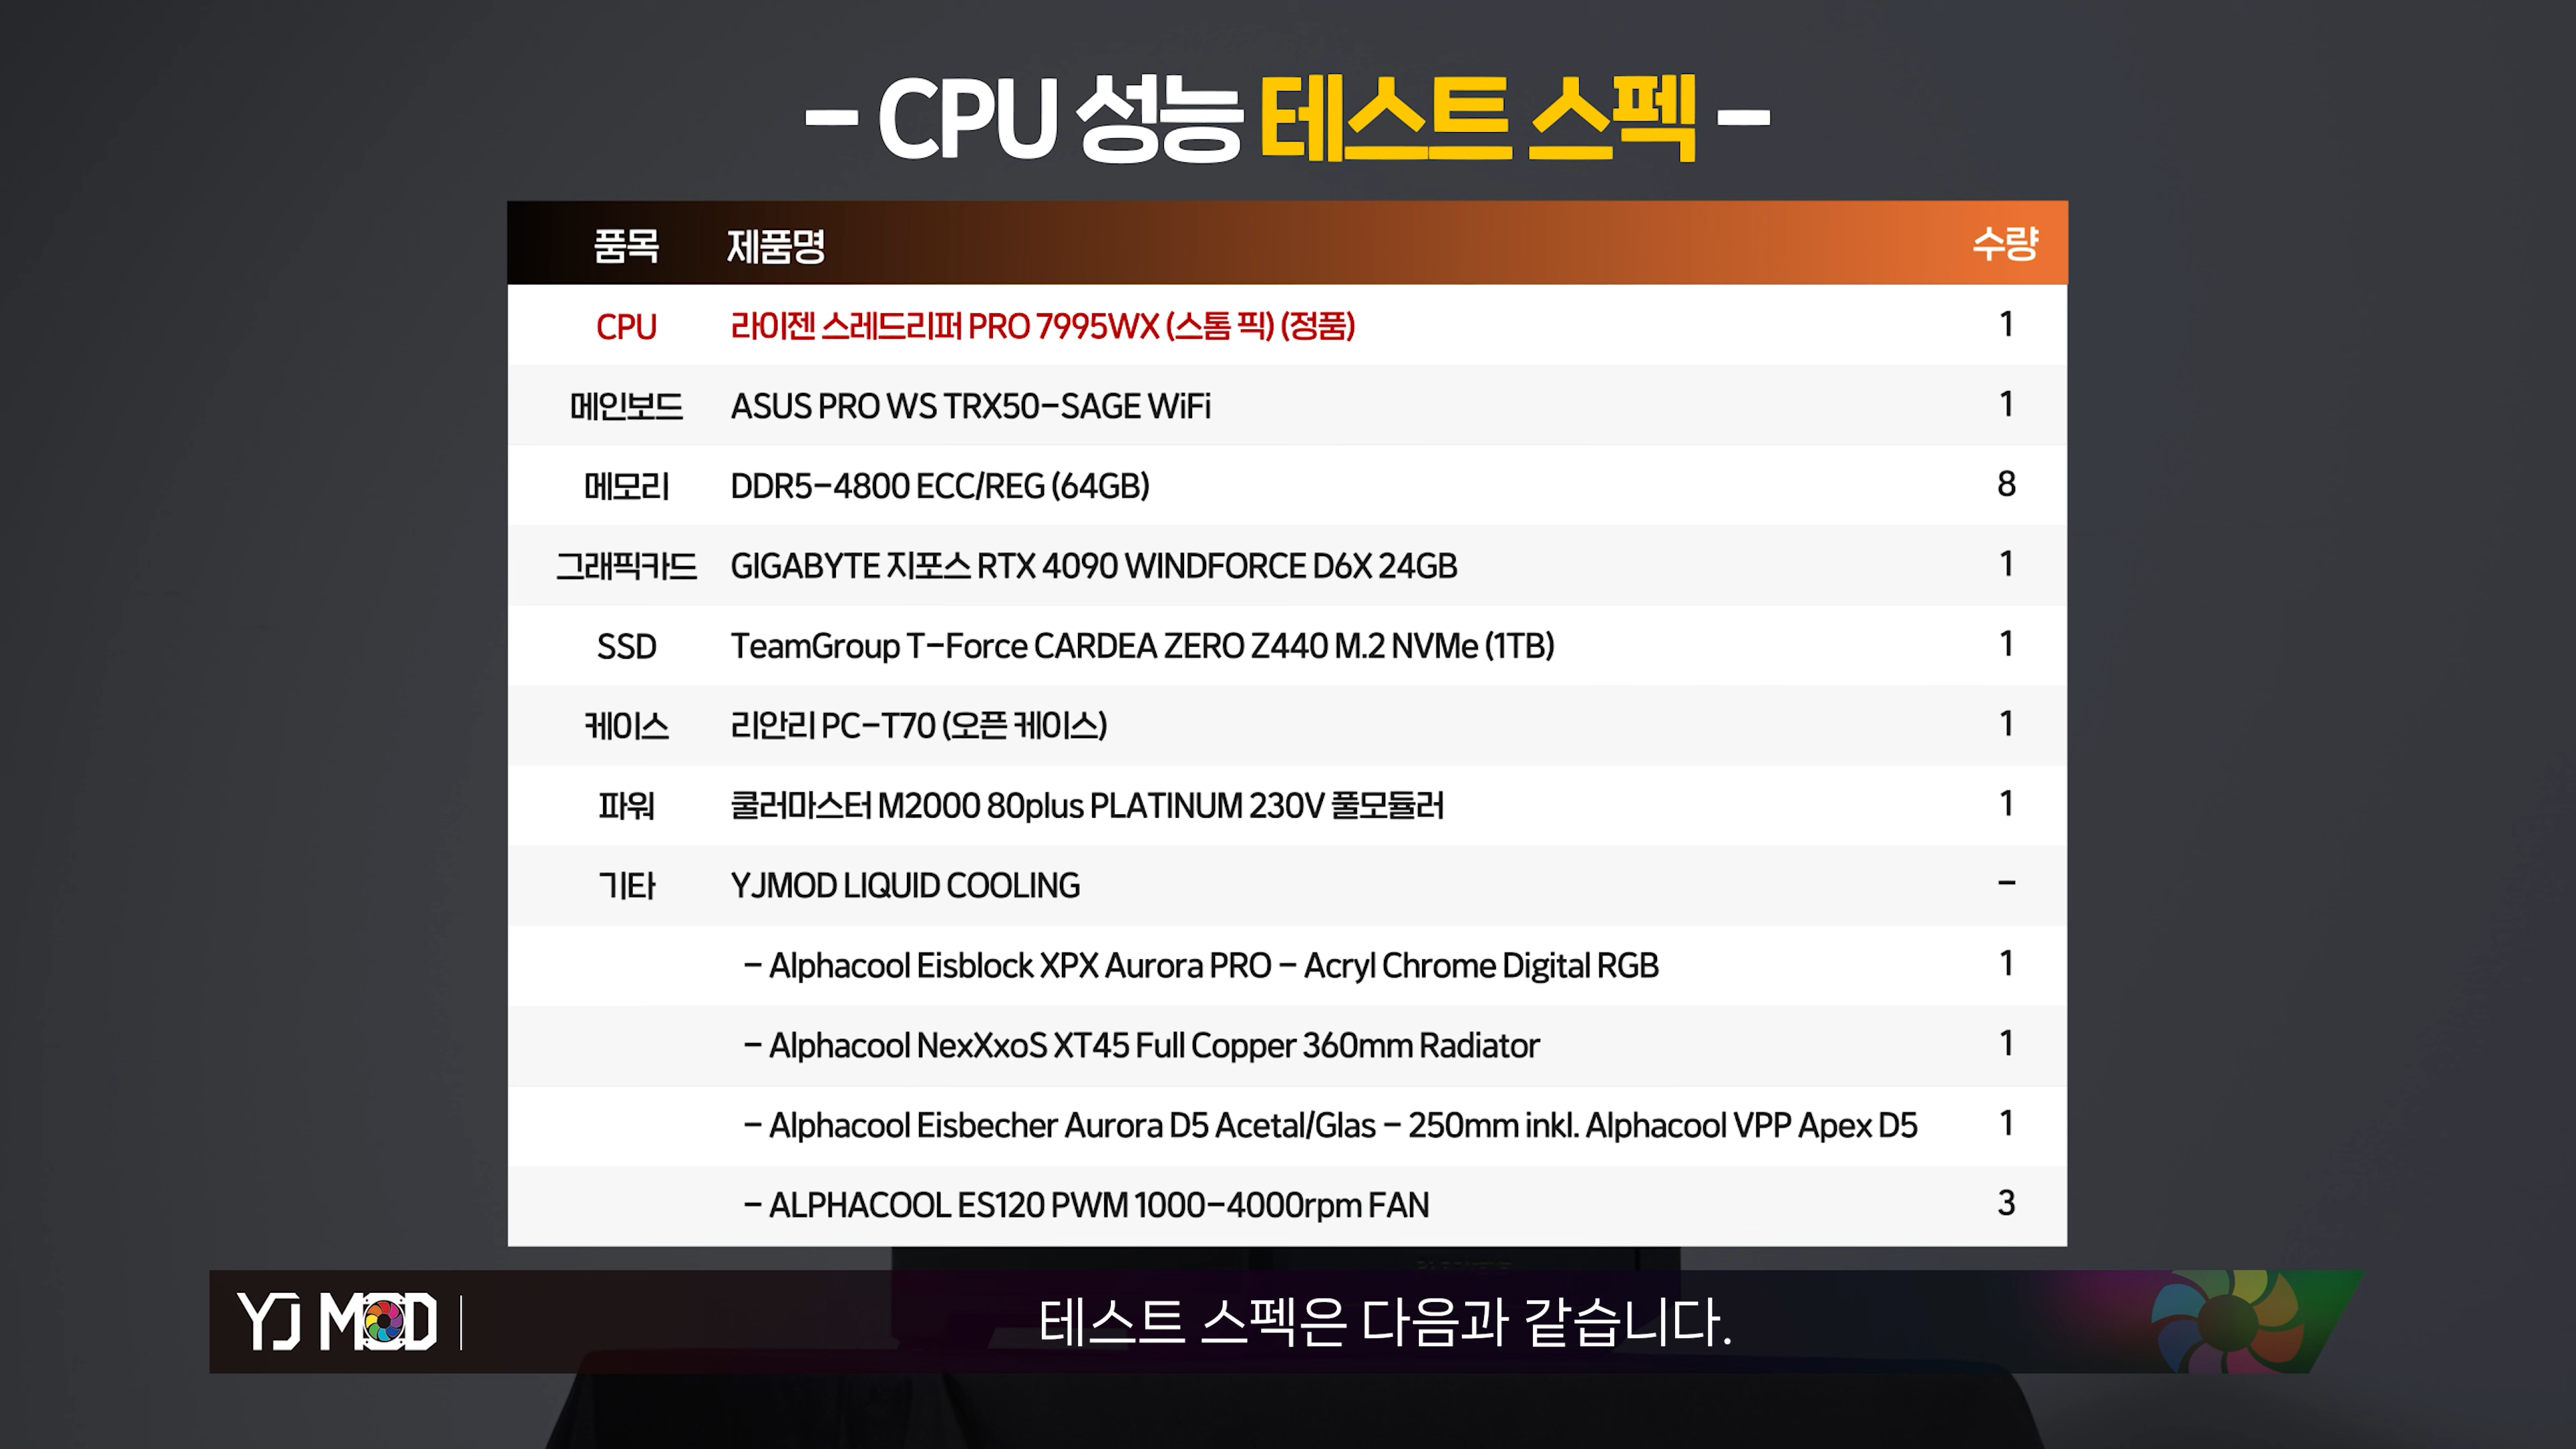 - CPU 성능 테스트 스펙 -
품목 제품명 수량
CPU 라이젠 스레드리퍼 PRO 7995WX (스톰 픽) (정품) 1
메인보드 ASUS PRO WS TRX50-SAGE WiFi 1
메모리 DDR5-4800 ECC/REG (64GB) 8
그래픽카드 GIGABYTE 지포스 RTX 4090 WINDFORCE D6X 24GB 1
SSD TeamGroup T-Force CARDEA ZERO Z440 M.2 NVMe (1TB) 1
케이스 리안리 PC-T70 (오픈 케이스) 1
파워 쿨러마스터 M2000 80plus PLATINUM 230V 풀모듈러 1
기타 YJMOD LIQUID COOLING -
- Alphacool Eisblock XPX Aurora PRO - Acryl Chrome Digital RGB 1
- Alphacool NexXxoS XT45 Full Copper 360mm Radiator 1
- Alphacool Eisbecher Aurora D5 Acetal/Glas - 250mm inkl. Alphacool VPP Apex D5 1
- ALPHACOOL ES120 PWM 1000-4000rpm FAN 3
YJ MOD 테스트 스펙은 다음과 같습니다.